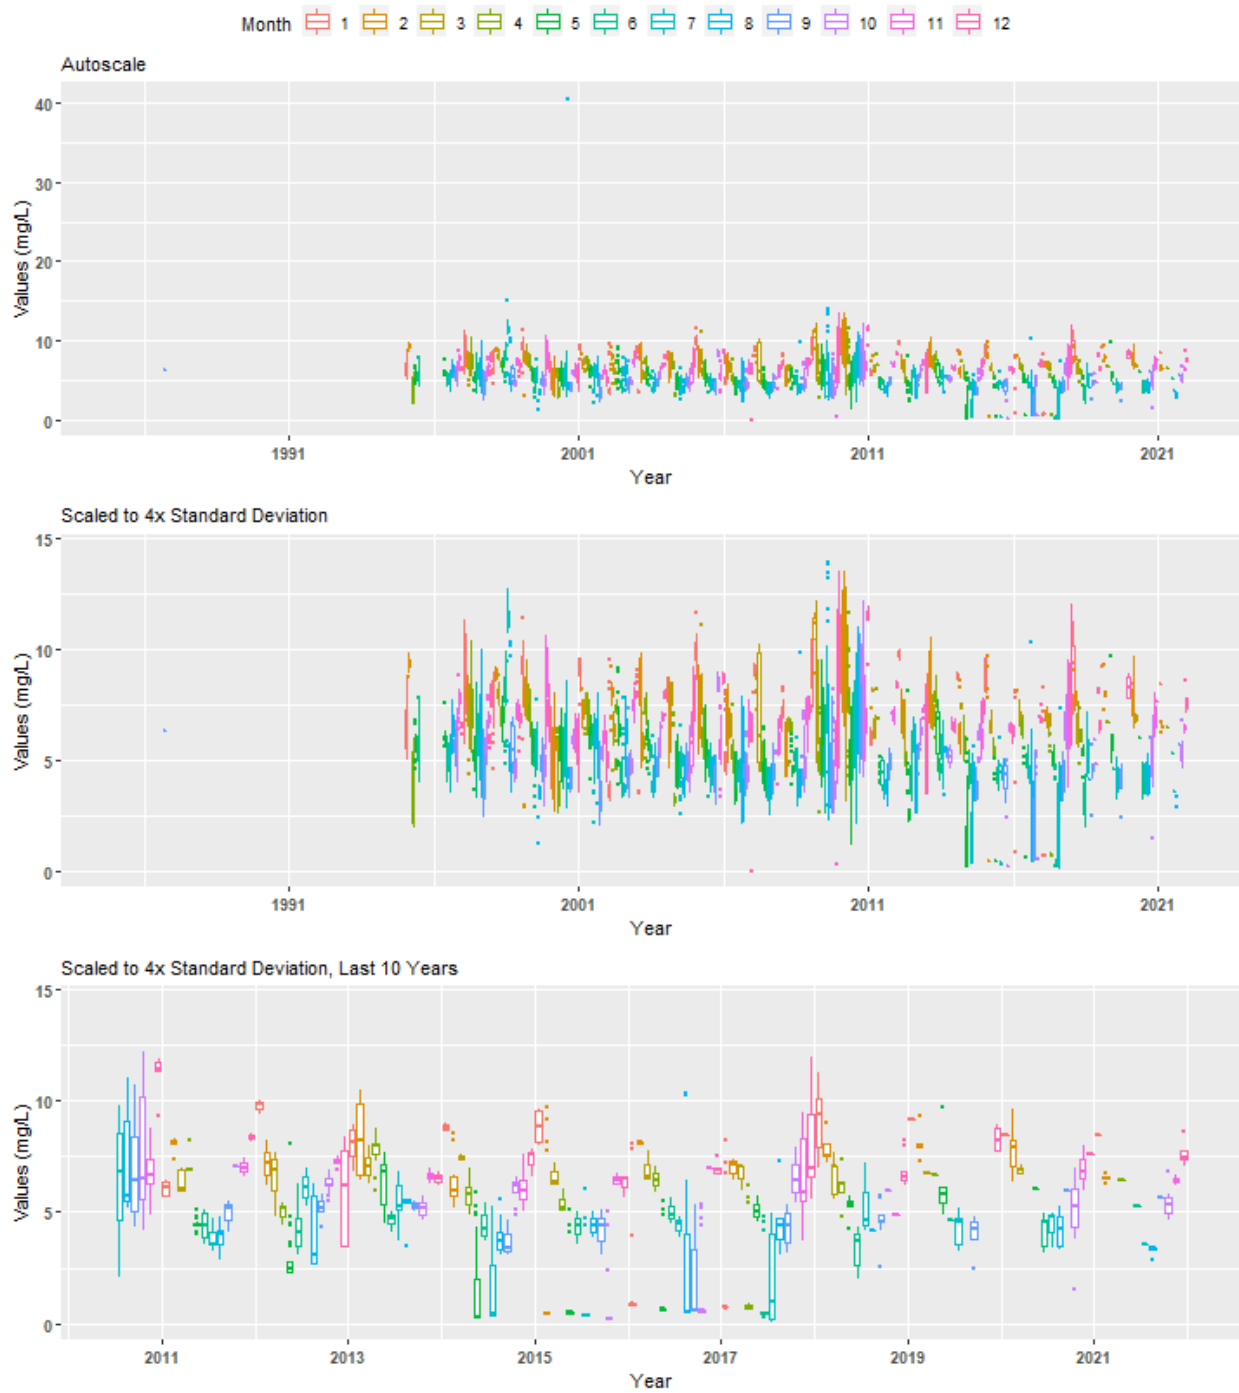 Month 1 2 3 4 5 6 7 8 9 10 11 12
Autoscale
40
30
20
10
0
Values (mg/L)
1991 2001 2011 2021
Year
Scaled to 4x Standard Deviation
15
10
5
0
Values (mg/L)
1991 2001 2011 2021
Year
Scaled to 4x Standard Deviation, Last 10 Years
15
10
5
0
Values (mg/L)
2011 2013 2015 2017 2019 2021
Year